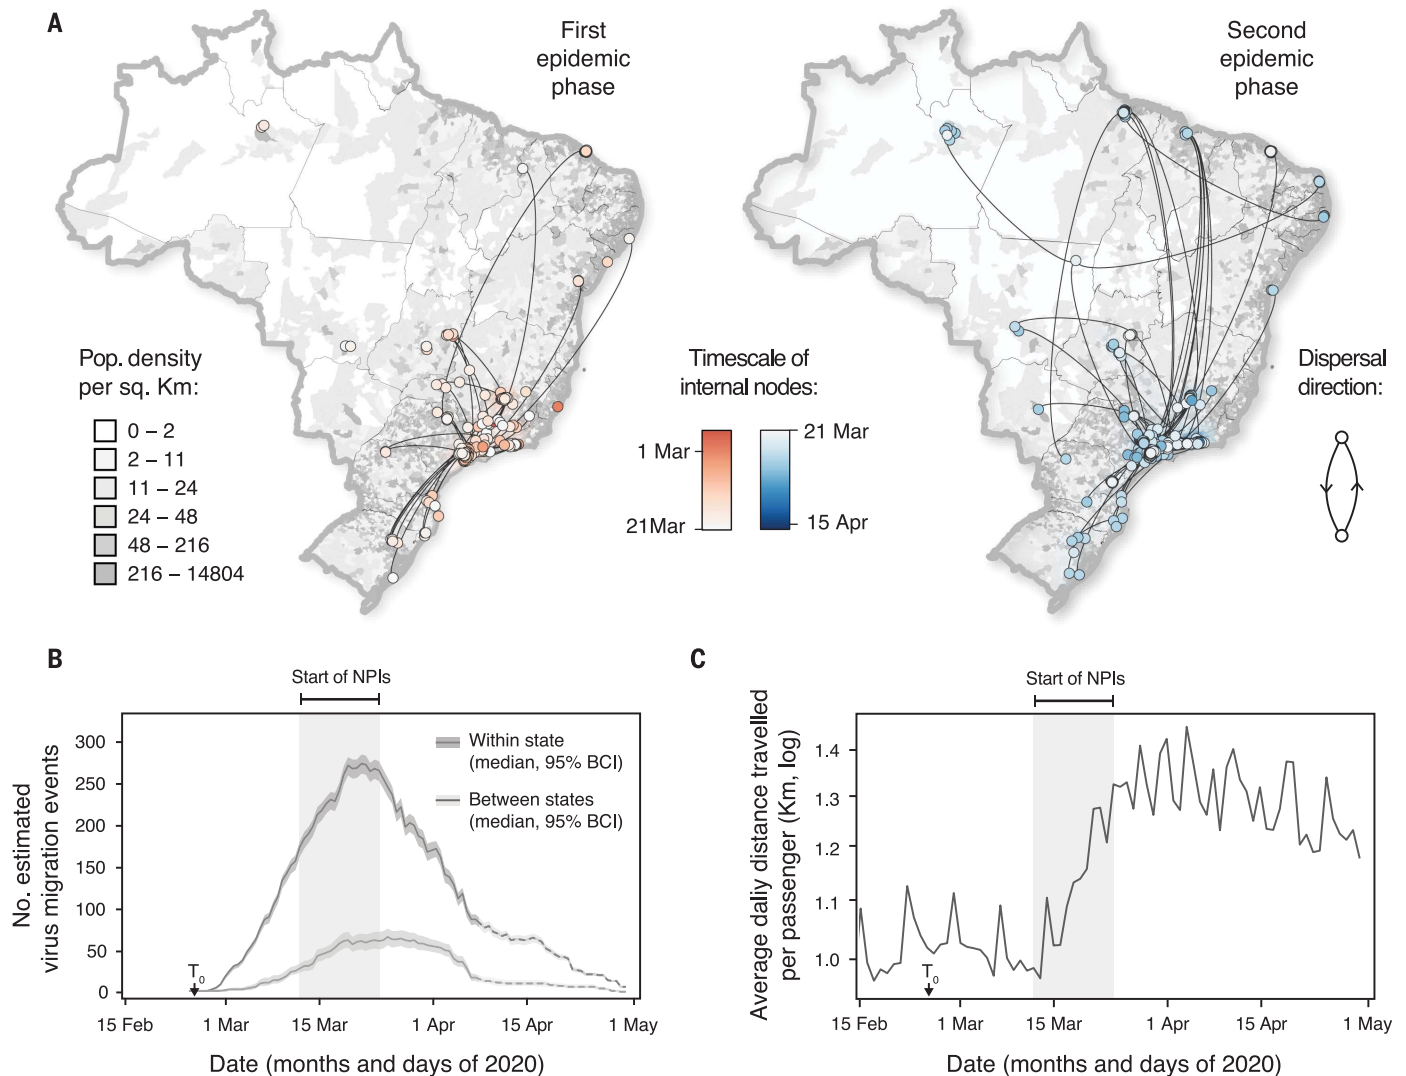 A
First
epidemic
phase
Second
epidemic
phase
Pop. density
per sq. Km:
0 – 2
2 – 11
11 – 24
24 – 48
48 – 216
216 – 14804
Timescale of
internal nodes:
1 Mar
21Mar
21 Mar
15 Apr
Dispersal
direction:
B
Start of NPIs
No. estimated
virus migration events
300
250
200
150
100
50
0
Within state
(median, 95% BCI)
Between states
(median, 95% BCI)
T0
15 Feb
1 Mar
15 Mar
1 Apr
15 Apr
1 May
Date (months and days of 2020)
C
Start of NPIs
Average daliy distance travelled
per passenger (Km, log)
1.4
1.3
1.2
1.1
1.0
T0
15 Feb
1 Mar
15 Mar
1 Apr
15 Apr
1 May
Date (months and days of 2020)